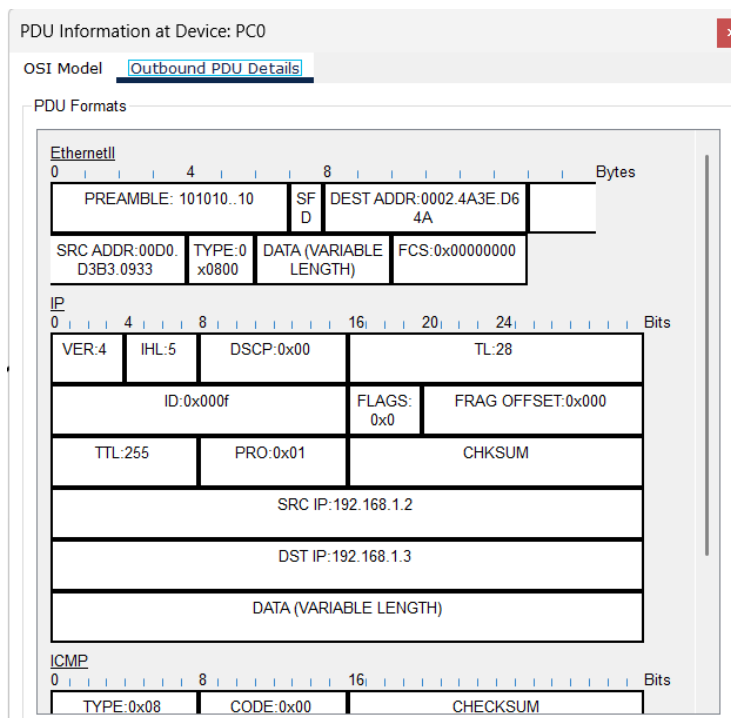 PDU Information at Device: PC0
OSI Model Outbound PDU Details
PDU Formats
EthernetII
0 4 8 Bytes
PREAMBLE: 101010..10 SF DEST ADDR:0002.4A3E.D6
D 4A
SRC ADDR:00D0. TYPE:0 DATA (VARIABLE FCS:0x00000000
D3B3.0933 x0800 LENGTH)
IP
0 4 8 16 20 24 Bits
VER:4 IHL:5 DSCP:0x00 TL:28
ID:0x000f FLAGS: FRAG OFFSET:0x000
0x0
TTL:255 PRO:0x01 CHKSUM
SRC IP:192.168.1.2
DST IP:192.168.1.3
DATA (VARIABLE LENGTH)
ICMP
0 8 16 Bits
TYPE:0x08 CODE:0x00 CHECKSUM